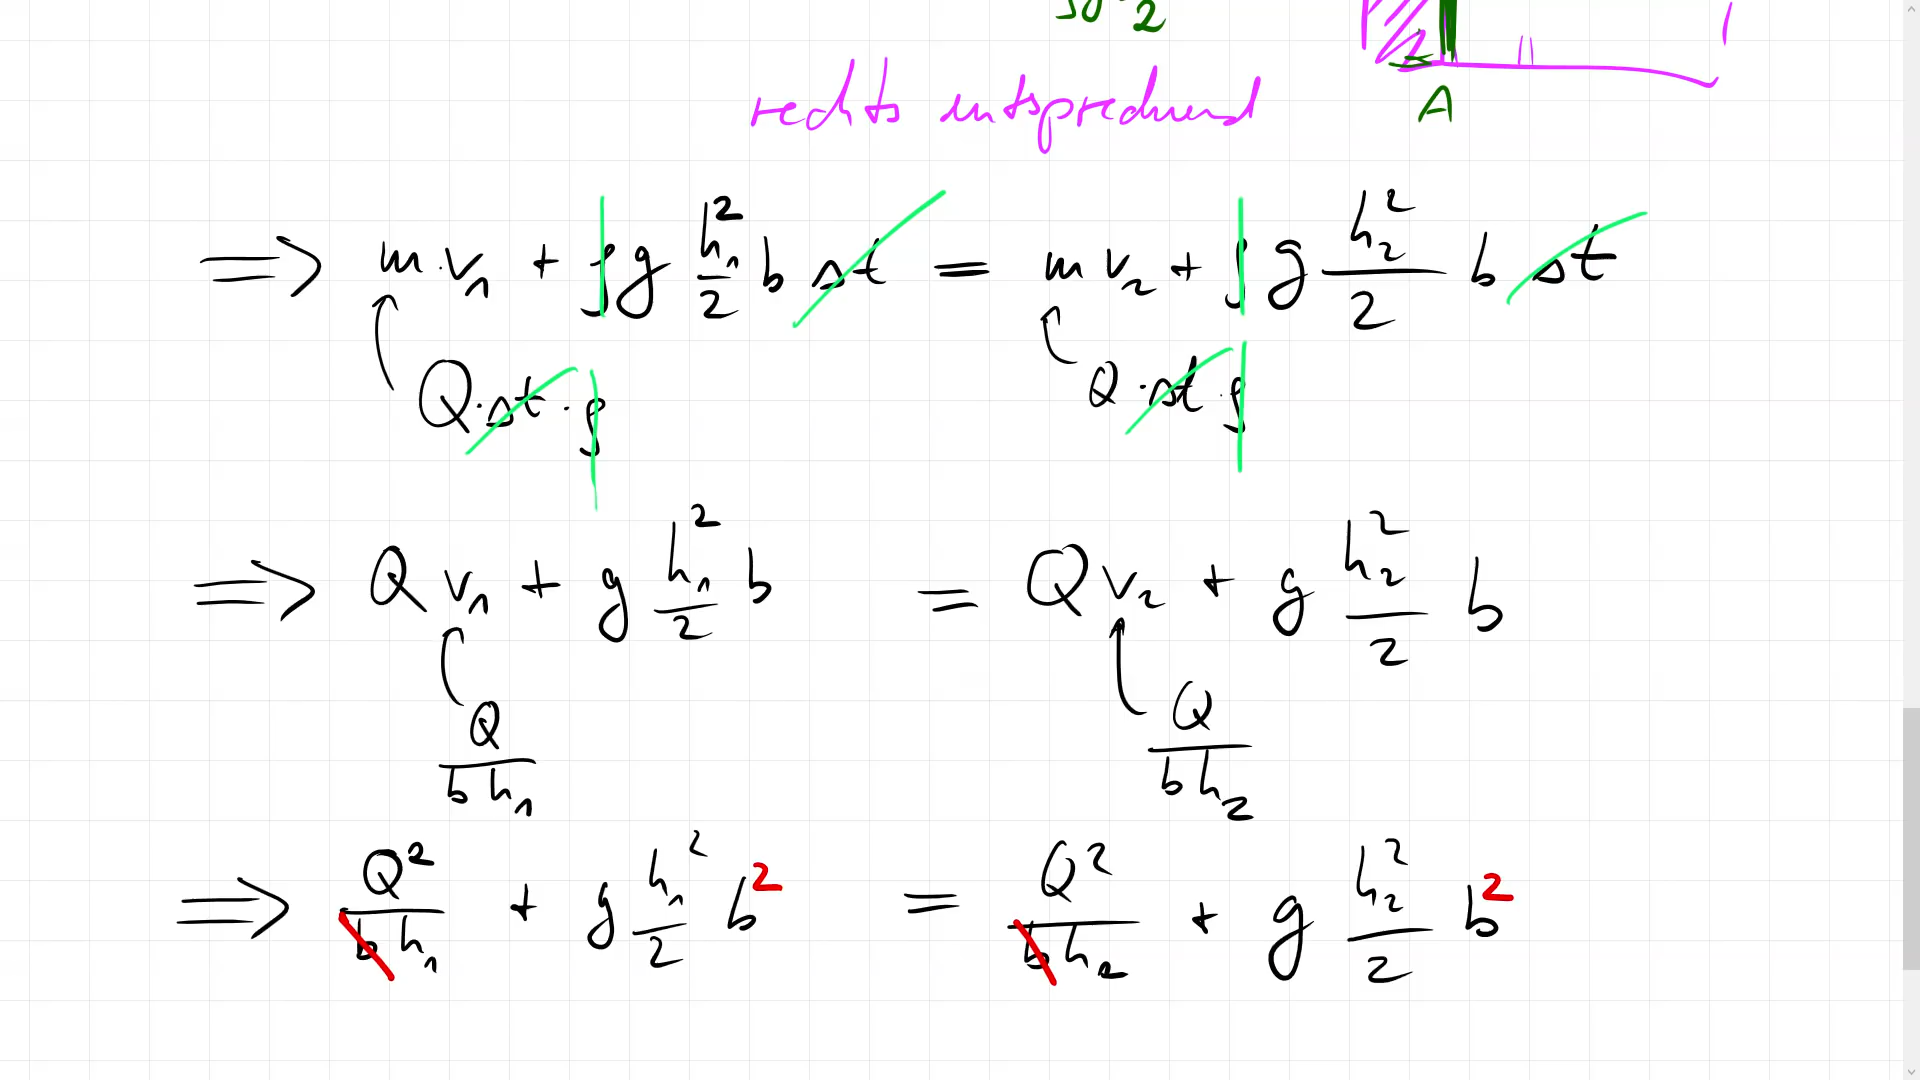 rechts entsprechend
A
⟹ m·v₁ + ρg h₁²/2 b Δt = m v₂ + ρ g h₂²/2 b Δt
Q·Δt·ρ Q·Δt·ρ
⟹ Q v₁ + g h₁²/2 b = Q v₂ + g h₂²/2 b
Q/(b h₁) Q/(b h₂)
⟹ Q²/(b h₁) + g h₁²/2 b² = Q²/(b h₂) + g h₂²/2 b²